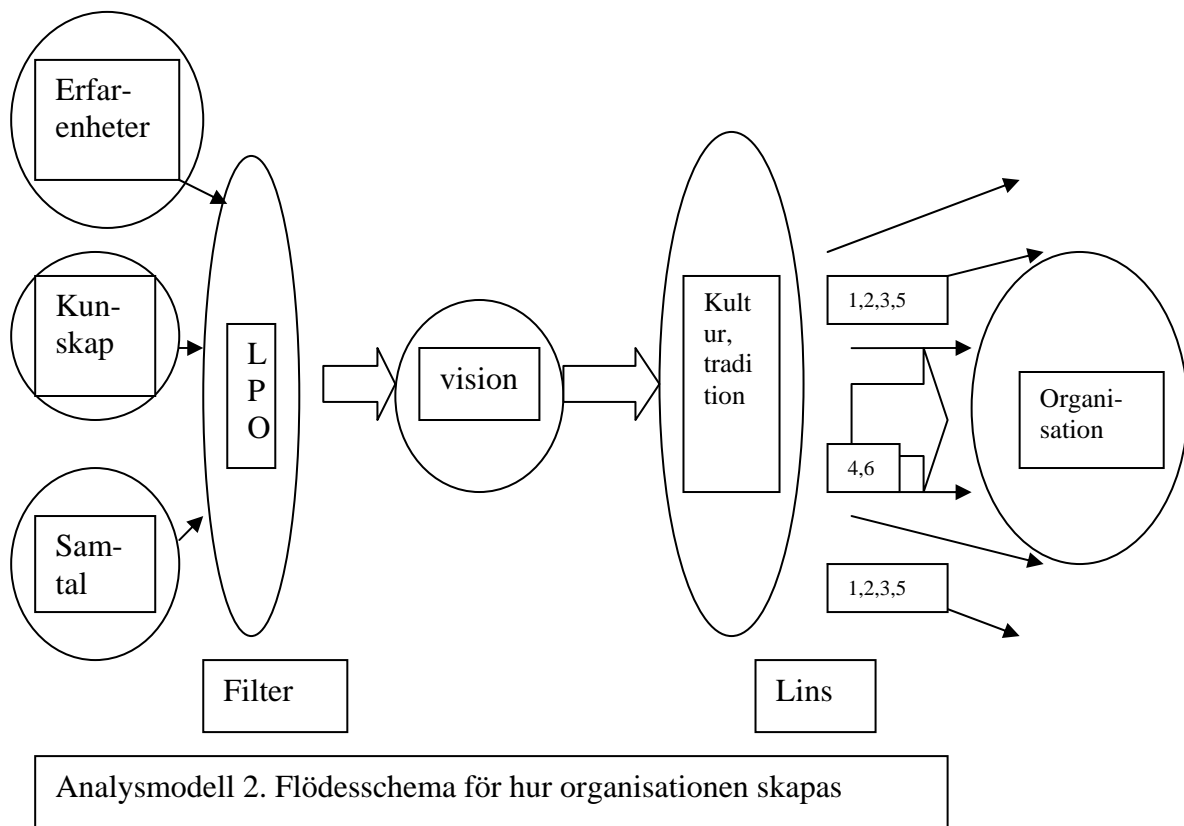 Erfar-
enheter
Kun-
skap
Sam-
tal
L
P
O
Filter
vision
Kult
ur,
tradi
tion
Lins
1,2,3,5
4,6
1,2,3,5
Organi-
sation
Analysmodell 2. Flödesschema för hur organisationen skapas